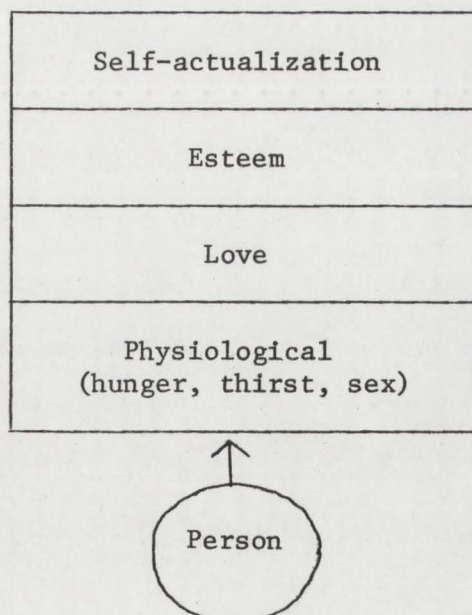 Self-actualization
Esteem
Love
Physiological
(hunger, thirst, sex)
Person